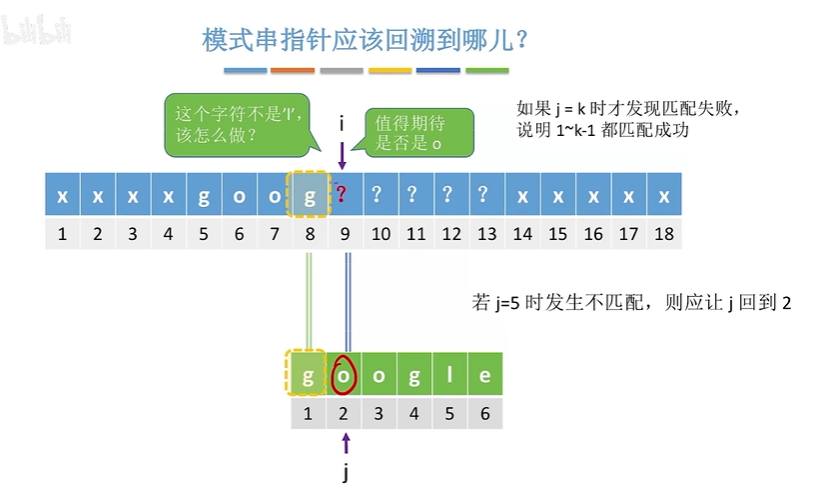 bilibili
模式串指针应该回溯到哪儿？
这个字符不是'l'，
该怎么做？
i
值得期待
是否是 o
如果 j = k 时才发现匹配失败，
说明 1~k-1 都匹配成功
x x x x g o o g ? ? ? ? ? x x x x x
1 2 3 4 5 6 7 8 9 10 11 12 13 14 15 16 17 18
若 j=5 时发生不匹配，则应让 j 回到 2
g o o g l e
1 2 3 4 5 6
j